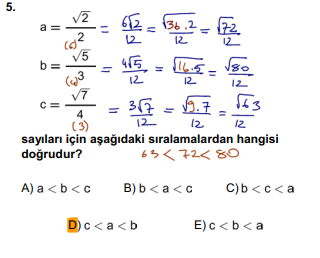 5.
a = √2/2 (6) = 6√2/12 = √36.2/12 = √72/12
b = √5/3 (4) = 4√5/12 = √16.5/12 = √80/12
c = √7/4 (3) = 3√7/12 = √9.7/12 = √63/12
sayıları için aşağıdaki sıralamalardan hangisi
doğrudur? 63 < 72 < 80
A) a < b < c B) b < a < c C) b < c < a
D) c < a < b E) c < b < a